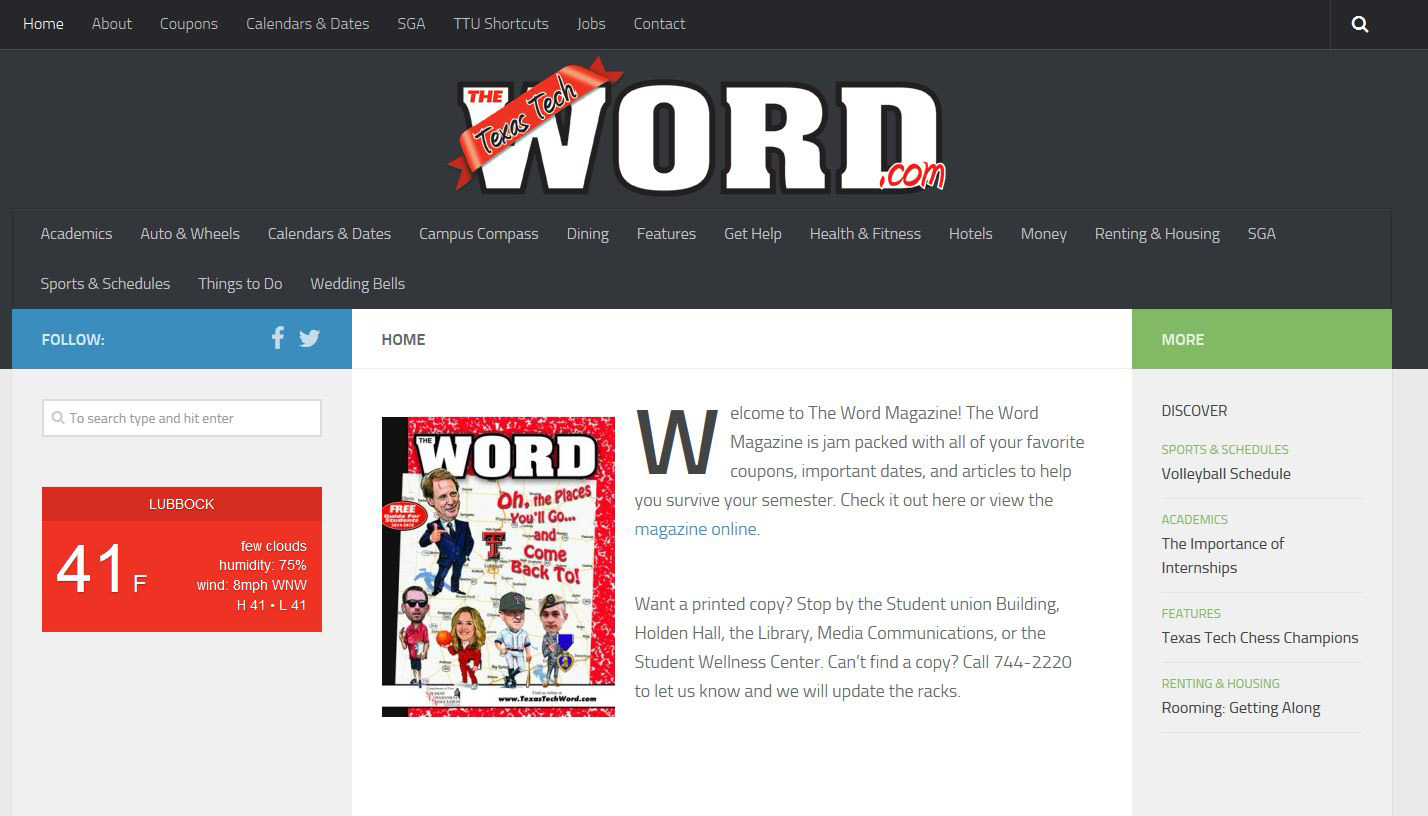 Home About Coupons Calendars & Dates SGA TTU Shortcuts Jobs Contact
THE WORD
Texas Tech
.com
Academics Auto & Wheels Calendars & Dates Campus Compass Dining Features Get Help Health & Fitness Hotels Money Renting & Housing SGA
Sports & Schedules Things to Do Wedding Bells
FOLLOW:
To search type and hit enter
LUBBOCK
41 F
few clouds
humidity: 75%
wind: 8mph WNW
H 41 • L 41
HOME
THE WORD
Oh, the Places
You'll Go...
and
Come
Back To!
FREE
Guide For
Students
www.TexasTechWord.com
Welcome to The Word Magazine! The Word
Magazine is jam packed with all of your favorite
coupons, important dates, and articles to help
you survive your semester. Check it out here or view the
magazine online.
Want a printed copy? Stop by the Student union Building,
Holden Hall, the Library, Media Communications, or the
Student Wellness Center. Can’t find a copy? Call 744-2220
to let us know and we will update the racks.
MORE
DISCOVER
SPORTS & SCHEDULES
Volleyball Schedule
ACADEMICS
The Importance of
Internships
FEATURES
Texas Tech Chess Champions
RENTING & HOUSING
Rooming: Getting Along